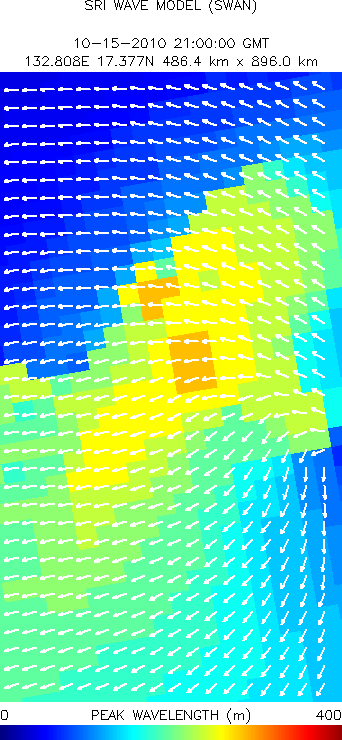 SRI WAVE MODEL (SWAN)
10-15-2010 21:00:00 GMT
132.808E 17.377N 486.4 km x 896.0 km
0 PEAK WAVELENGTH (m) 400